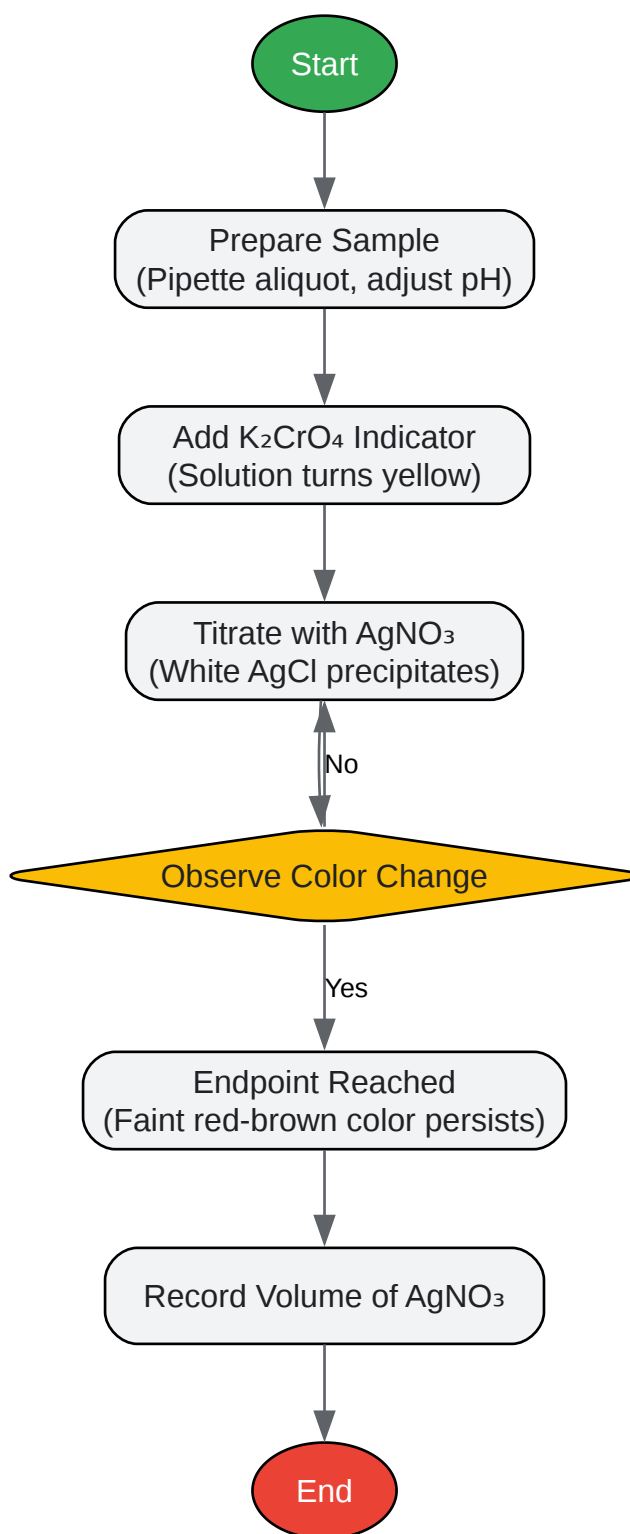 Start
Prepare Sample
(Pipette aliquot, adjust pH)
Add K₂CrO₄ Indicator
(Solution turns yellow)
Titrate with AgNO₃
(White AgCl precipitates)
No
Observe Color Change
Yes
Endpoint Reached
(Faint red-brown color persists)
Record Volume of AgNO₃
End